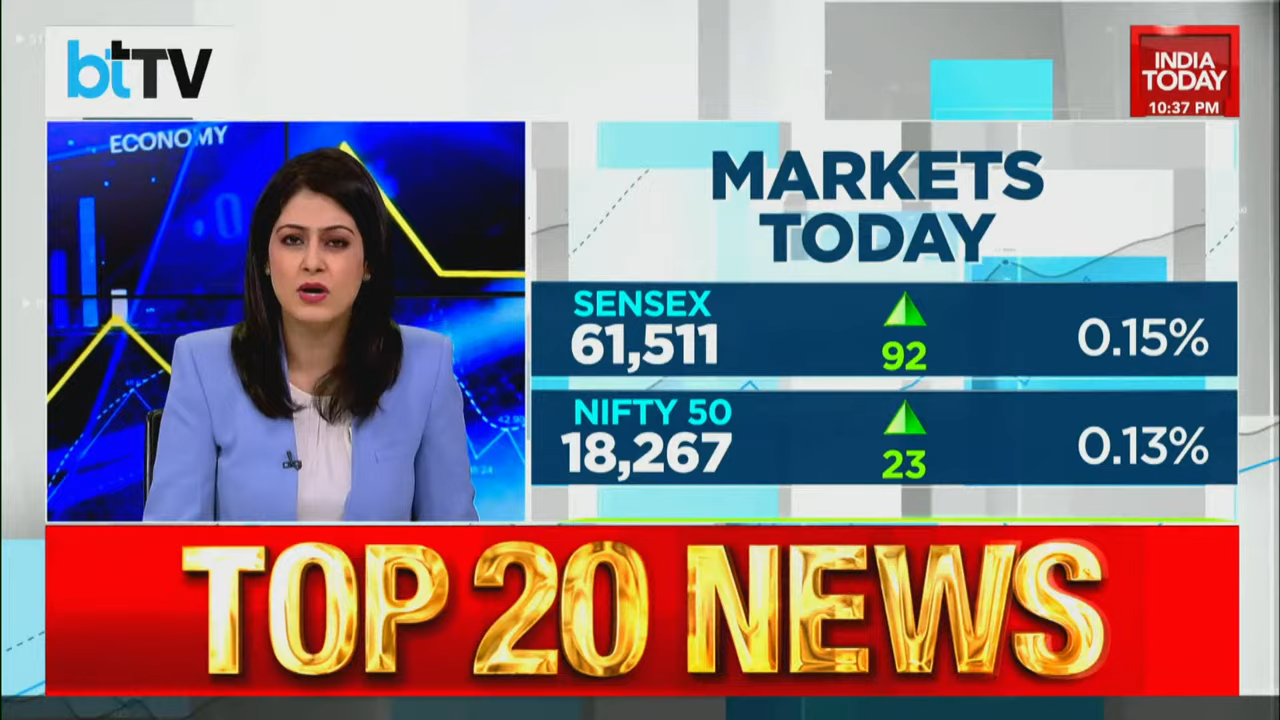 btTV
INDIA
TODAY
10:37 PM
ECONOMY
MARKETS
TODAY
SENSEX
61,511
92
0.15%
NIFTY 50
18,267
23
0.13%
TOP 20 NEWS